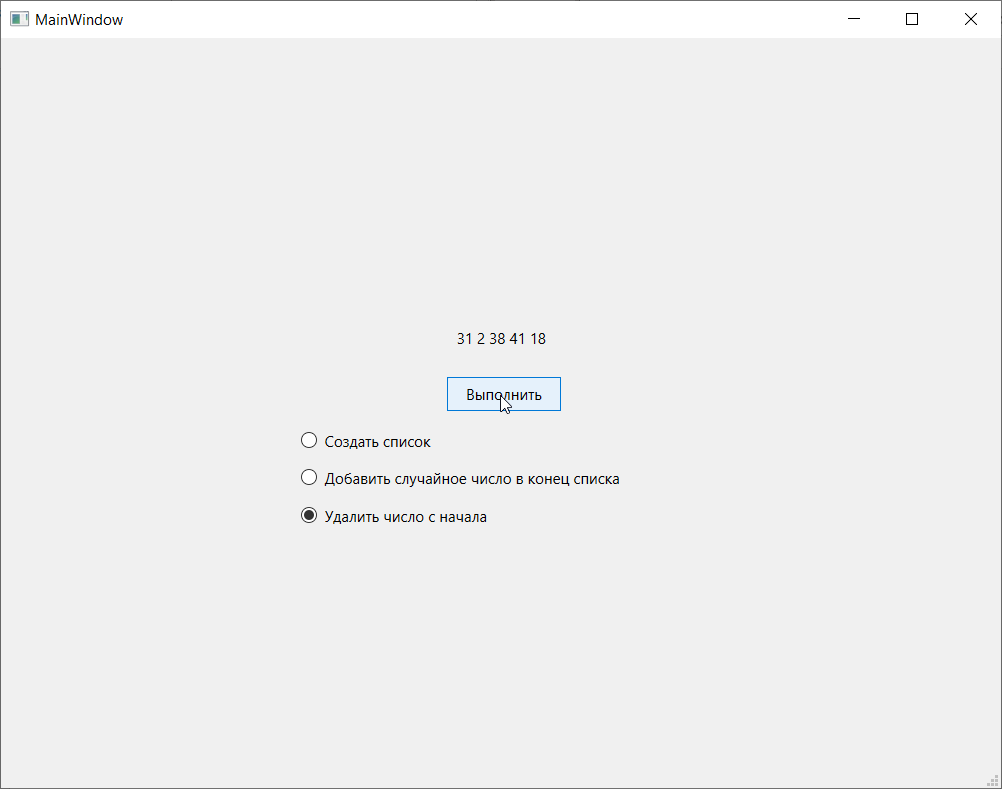 MainWindow
31 2 38 41 18
Выполнить
Создать список
Добавить случайное число в конец списка
Удалить число с начала